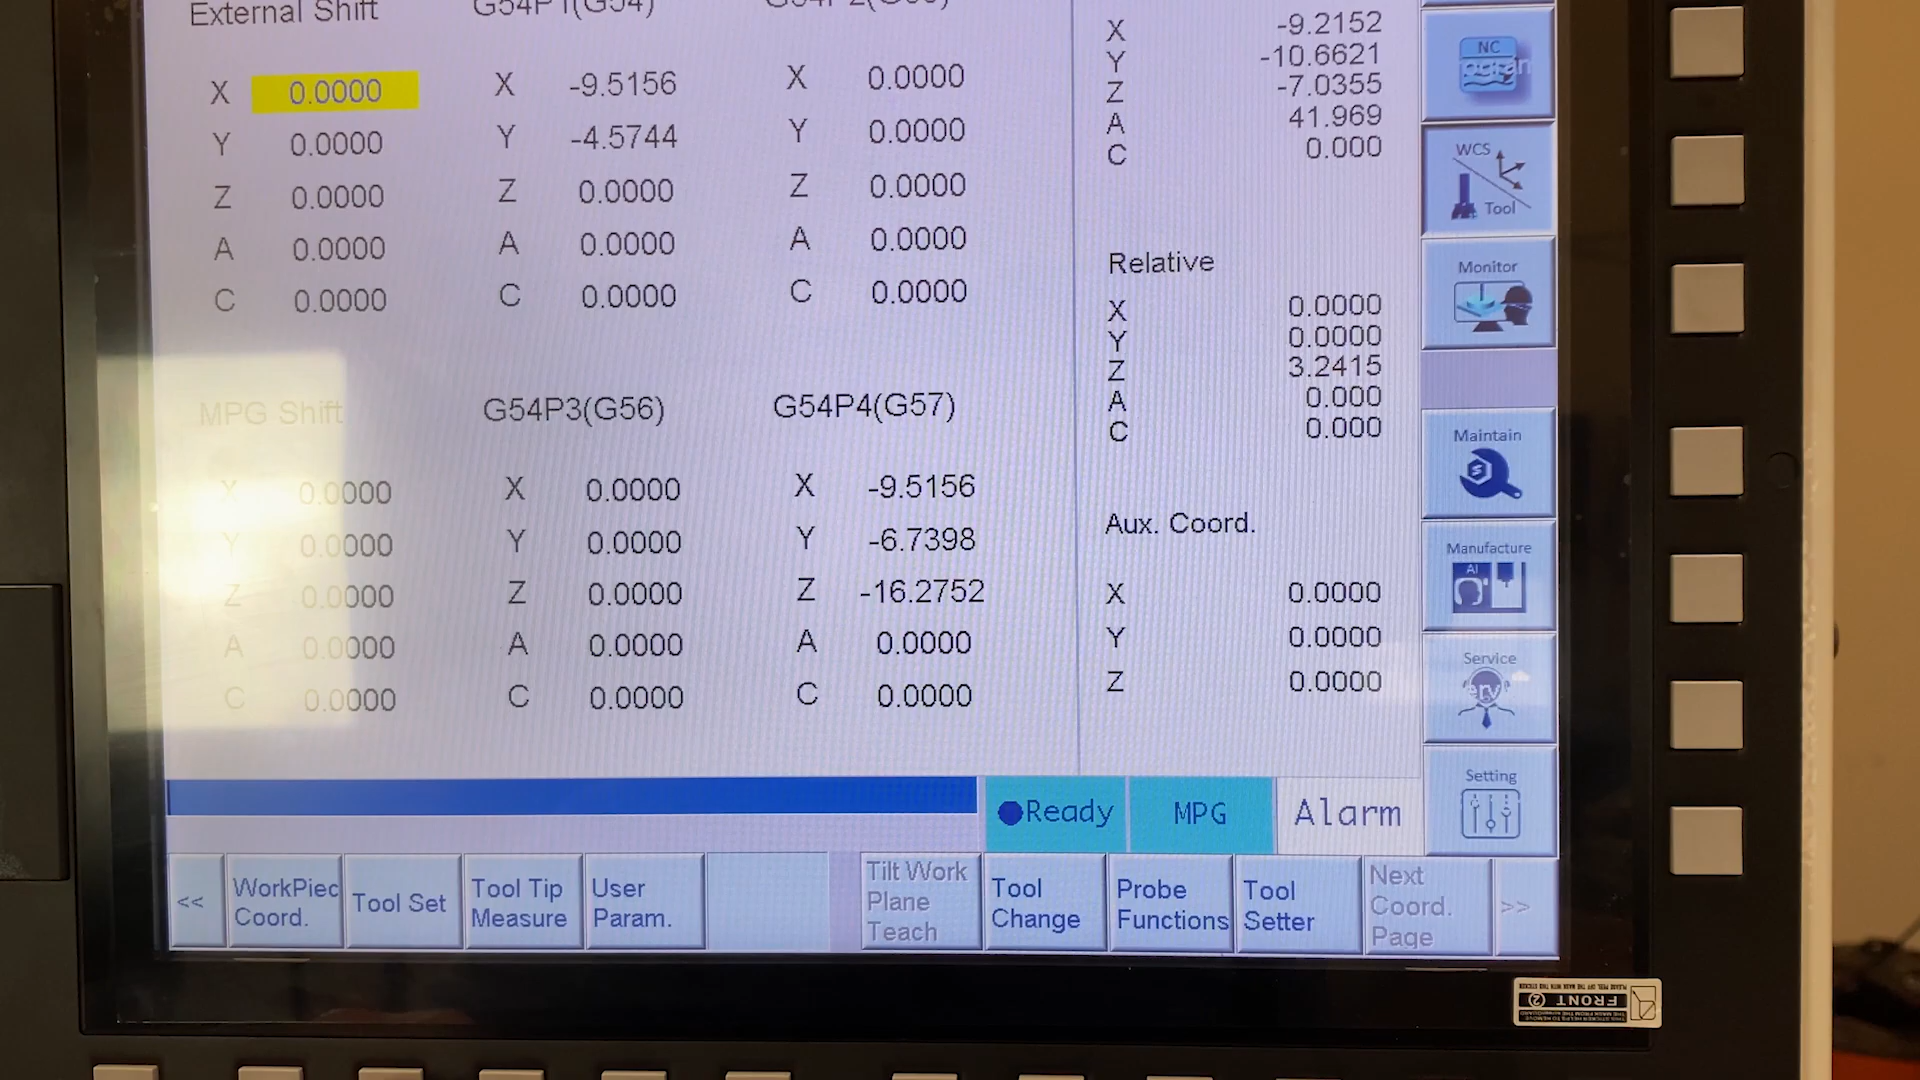 External Shift
X 0.0000
Y 0.0000
Z 0.0000
A 0.0000
C 0.0000
G54P1(G54)
X -9.5156
Y -4.5744
Z 0.0000
A 0.0000
C 0.0000
X 0.0000
Y 0.0000
Z 0.0000
A 0.0000
C 0.0000
MPG Shift
X 0.0000
Y 0.0000
Z 0.0000
A 0.0000
C 0.0000
G54P3(G56)
X 0.0000
Y 0.0000
Z 0.0000
A 0.0000
C 0.0000
G54P4(G57)
X -9.5156
Y -6.7398
Z -16.2752
A 0.0000
C 0.0000
X -9.2152
Y -10.6621
Z -7.0355
A 41.969
C 0.000
Relative
X 0.0000
Y 0.0000
Z 3.2415
A 0.000
C 0.000
Aux. Coord.
X 0.0000
Y 0.0000
Z 0.0000
NC
WCS
Tool
Monitor
Maintain
Manufacture
AI
Service
Setting
Ready
MPG
Alarm
<<
WorkPiec
Coord.
Tool Set
Tool Tip
Measure
User
Param.
Tilt Work
Plane
Teach
Tool
Change
Probe
Functions
Tool
Setter
Next
Coord.
Page
>>
FRONT 2